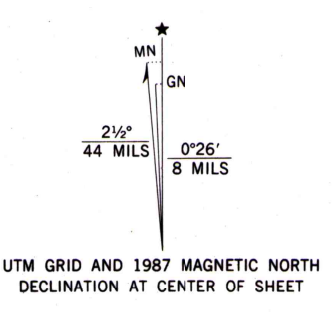 ★
MN
GN
2½°
44 MILS
0°26′
8 MILS
UTM GRID AND 1987 MAGNETIC NORTH
DECLINATION AT CENTER OF SHEET